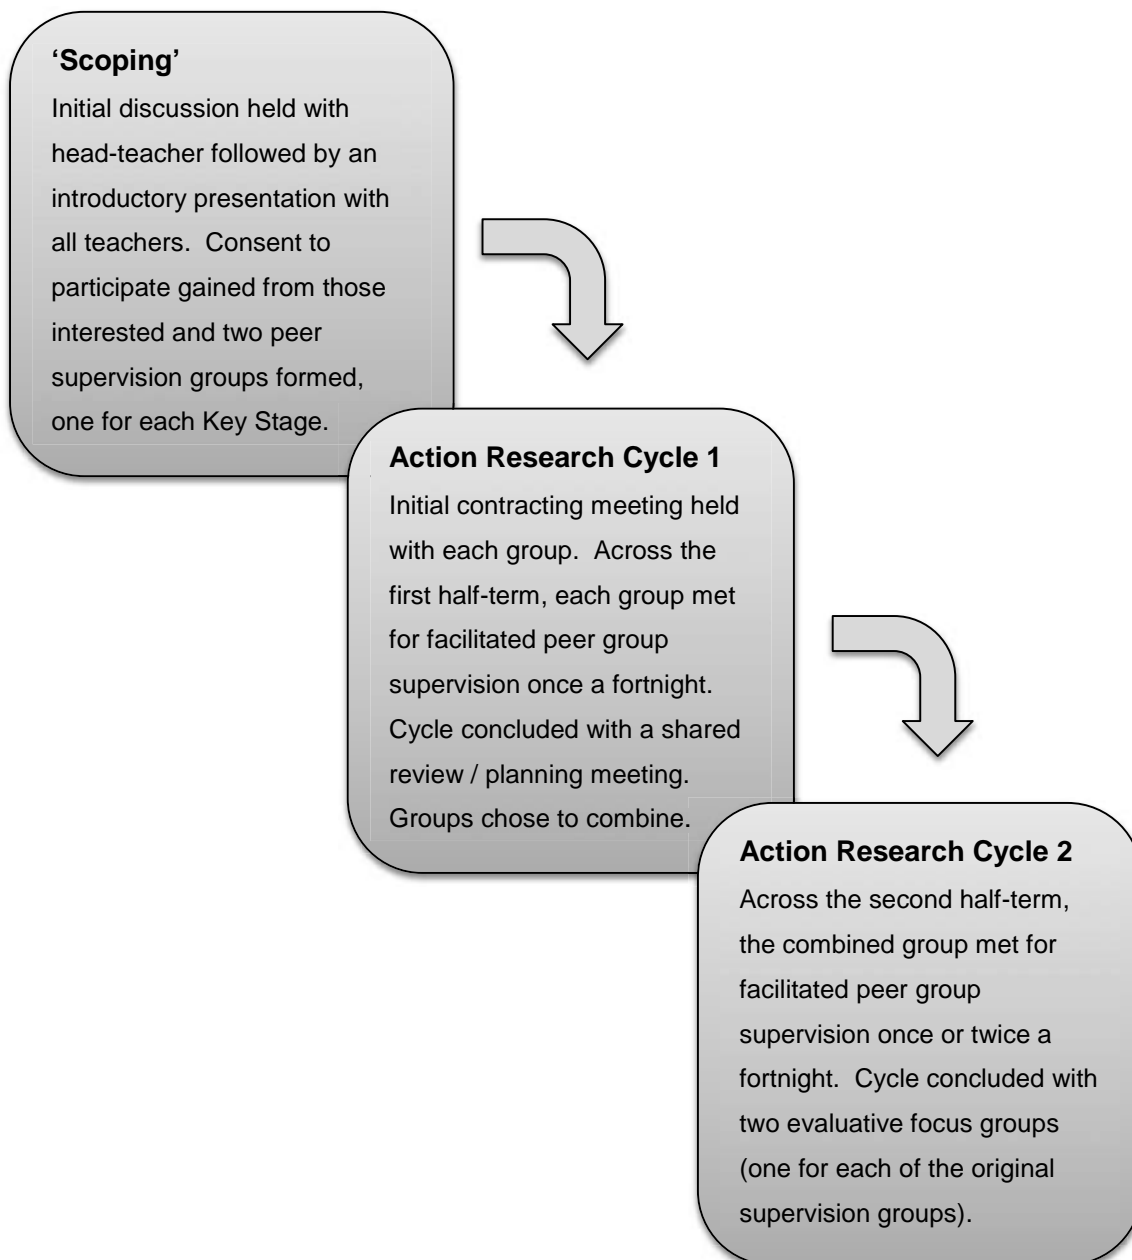 ‘Scoping’
Initial discussion held with
head-teacher followed by an
introductory presentation with
all teachers.  Consent to
participate gained from those
interested and two peer
supervision groups formed,
one for each Key Stage.
Action Research Cycle 1
Initial contracting meeting held
with each group.  Across the
first half-term, each group met
for facilitated peer group
supervision once a fortnight.
Cycle concluded with a shared
review / planning meeting.
Groups chose to combine.
Action Research Cycle 2
Across the second half-term,
the combined group met for
facilitated peer group
supervision once or twice a
fortnight.  Cycle concluded with
two evaluative focus groups
(one for each of the original
supervision groups).